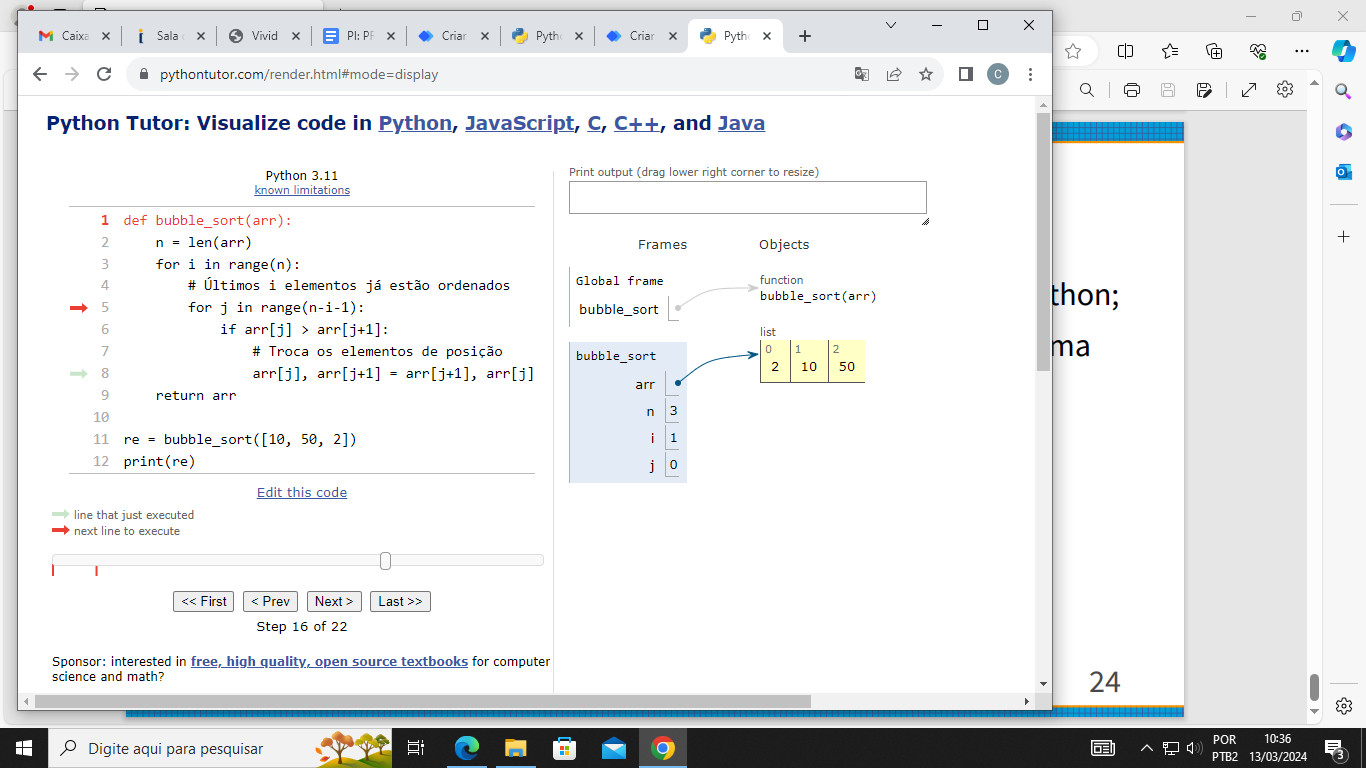 Caixa
Sala
Vivid
PI: PF
Criar
Pytho
Criar
Pytho
pythontutor.com/render.html#mode=display
C
Python Tutor: Visualize code in Python, JavaScript, C, C++, and Java
Python 3.11
known limitations
1 def bubble_sort(arr):
2 n = len(arr)
3 for i in range(n):
4 # Últimos i elementos já estão ordenados
5 for j in range(n-i-1):
6 if arr[j] > arr[j+1]:
7 # Troca os elementos de posição
8 arr[j], arr[j+1] = arr[j+1], arr[j]
9 return arr
10
11 re = bubble_sort([10, 50, 2])
12 print(re)
Edit this code
line that just executed
next line to execute
<< First < Prev Next > Last >>
Step 16 of 22
Sponsor: interested in free, high quality, open source textbooks for computer
science and math?
Print output (drag lower right corner to resize)
Frames Objects
Global frame
bubble_sort
function
bubble_sort(arr)
list
0 1 2
2 10 50
bubble_sort
arr
n 3
i 1
j 0
thon;
ma
24
Digite aqui para pesquisar
POR
PTB2
10:36
13/03/2024
3